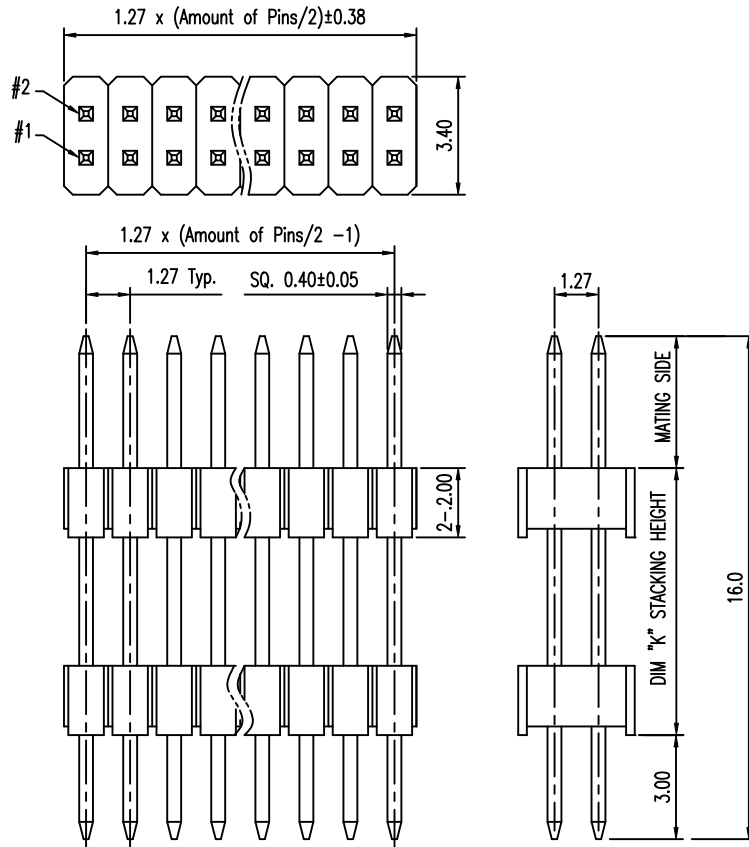 1.27 x (Amount of Pins/2)±0.38
#2
#1
3.40
1.27 x (Amount of Pins/2 -1)
1.27 Typ.
SQ. 0.40±0.05
1.27
MATING SIDE
2-.2.00
DIM "K" STACKING HEIGHT
16.0
3.00